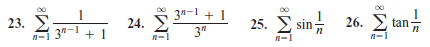 23. ∑_{n=1}^{∞} 1/(3^{n-1} + 1) 24. ∑_{n=1}^{∞} (3^{n-1} + 1)/3^n 25. ∑_{n=1}^{∞} sin 1/n 26. ∑_{n=1}^{∞} tan 1/n